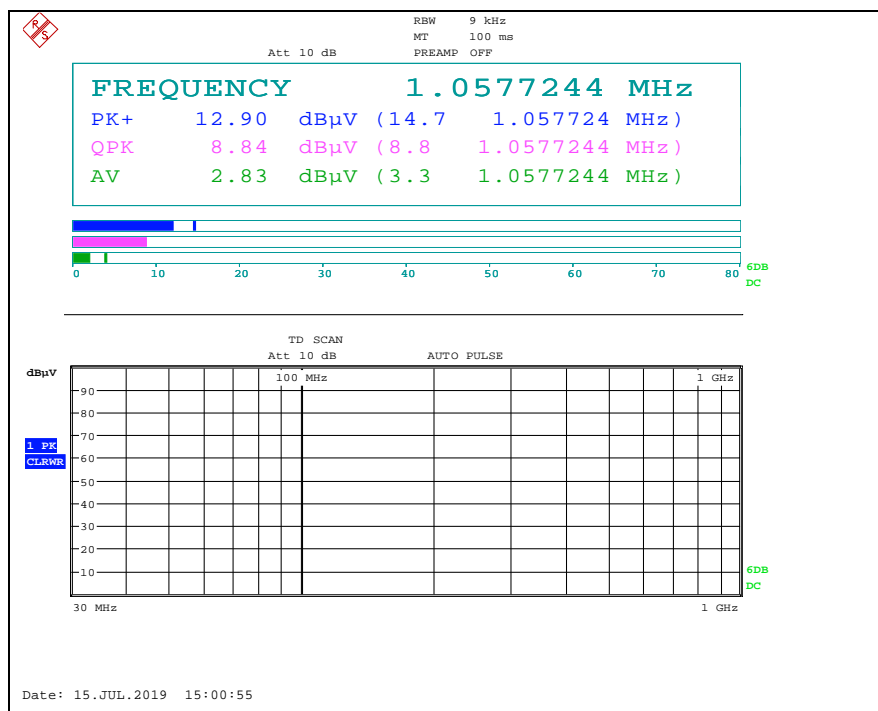 R S
RBW 9 kHz
MT 100 ms
Att 10 dB PREAMP OFF
FREQUENCY 1.0577244 MHz
PK+ 12.90 dBµV (14.7 1.057724 MHz)
QPK 8.84 dBµV (8.8 1.0577244 MHz)
AV 2.83 dBµV (3.3 1.0577244 MHz)
0 10 20 30 40 50 60 70 80
6DB
DC
TD SCAN
Att 10 dB AUTO PULSE
dBµV
100 MHz 1 GHz
90
80
70
1 PK
CLRWR
60
50
40
30
20
10
6DB
DC
30 MHz 1 GHz
Date: 15.JUL.2019 15:00:55